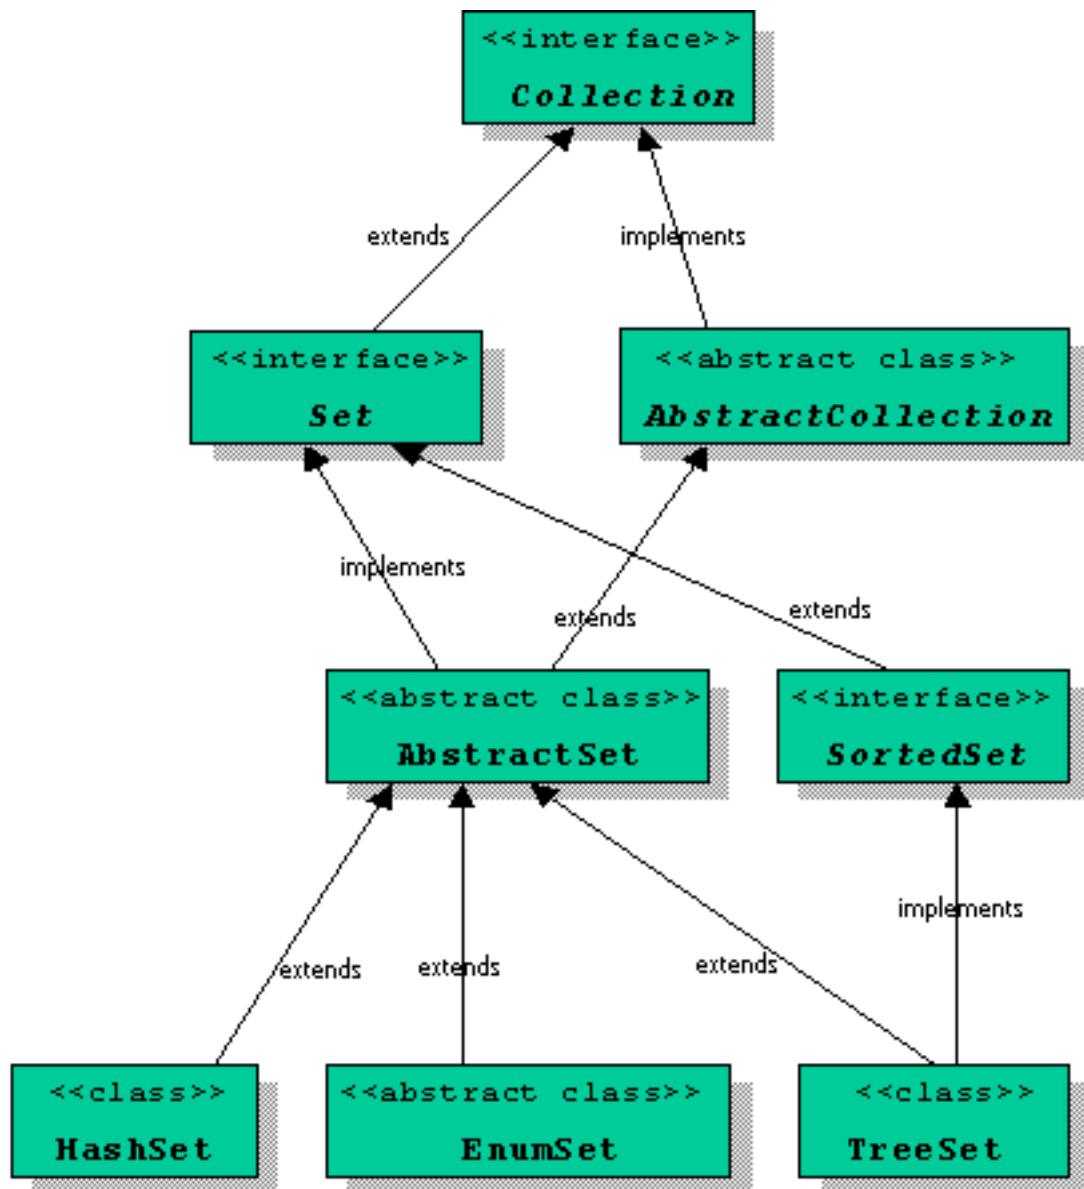 <<interface>>
Collection
extends
implements
<<interface>>
Set
<<abstract class>>
AbstractCollection
implements
extends
extends
<<abstract class>>
AbstractSet
<<interface>>
SortedSet
extends
extends
extends
implements
<<class>>
HashSet
<<abstract class>>
EnumSet
<<class>>
TreeSet